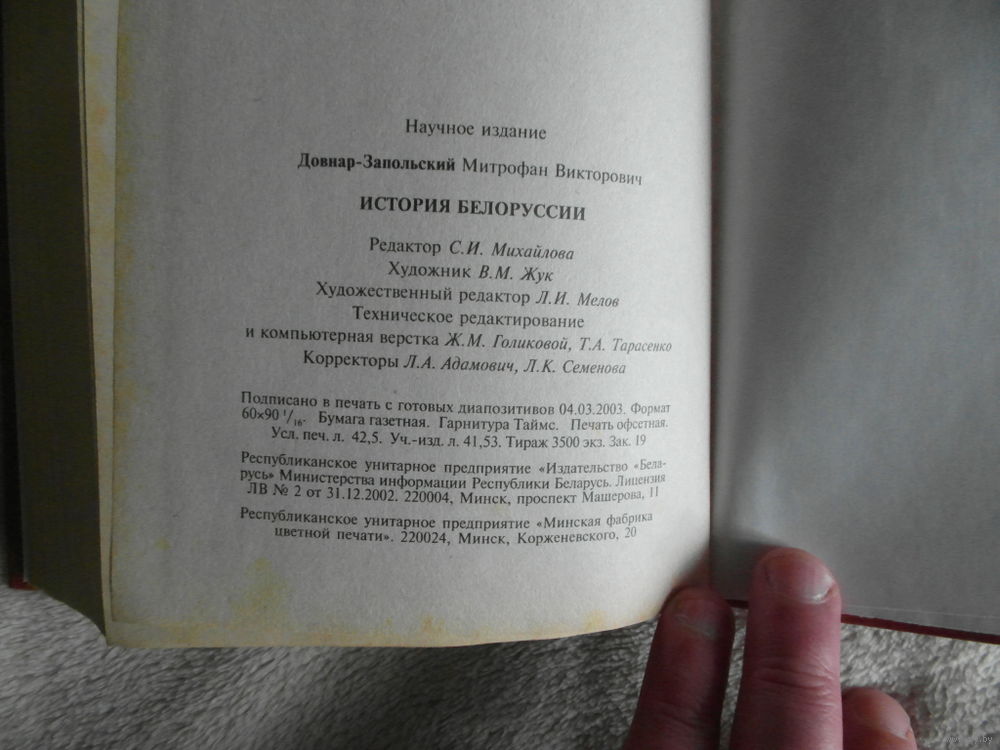 Научное издание
Довнар-Запольский Митрофан Викторович
ИСТОРИЯ БЕЛОРУССИИ
Редактор С.И. Михайлова
Художник В.М. Жук
Художественный редактор Л.И. Мелов
Техническое редактирование
и компьютерная верстка Ж.М. Голиковой, Т.А. Тарасенко
Корректоры Л.А. Адамович, Л.К. Семенова
Подписано в печать с готовых диапозитивов 04.03.2003. Формат
60×90 1/16. Бумага газетная. Гарнитура Таймс. Печать офсетная.
Усл. печ. л. 42,5. Уч.-изд. л. 41,53. Тираж 3500 экз. Зак. 19
Республиканское унитарное предприятие «Издательство «Бела-
русь» Министерства информации Республики Беларусь. Лицензия
ЛВ № 2 от 31.12.2002. 220004, Минск, проспект Машерова, 11
Республиканское унитарное предприятие «Минская фабрика
цветной печати». 220024, Минск, Корженевского, 20